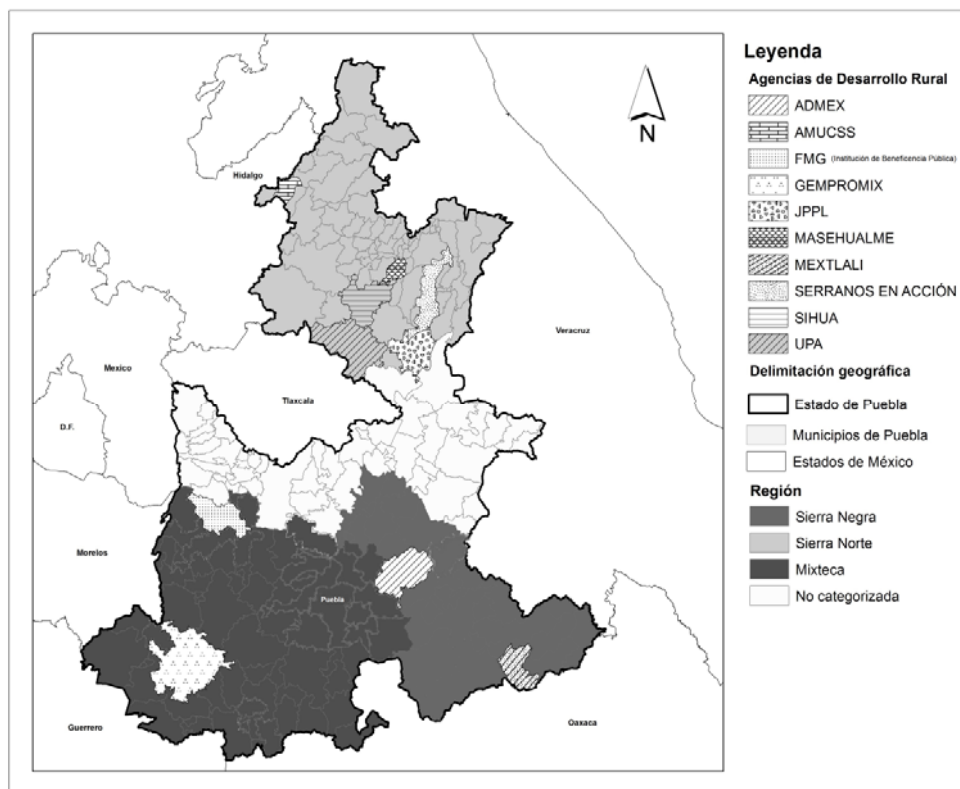 Hidalgo
Veracruz
Mexico
Tlaxcala
D.F.
Morelos
Puebla
Guerrero
Oaxaca
N
Leyenda
Agencias de Desarrollo Rural
ADMEX
AMUCSS
FMG (Institución de Beneficencia Pública)
GEMPROMIX
JPPL
MASEHUALME
MEXTLALI
SERRANOS EN ACCIÓN
SIHUA
UPA
Delimitación geográfica
Estado de Puebla
Municipios de Puebla
Estados de México
Región
Sierra Negra
Sierra Norte
Mixteca
No categorizada